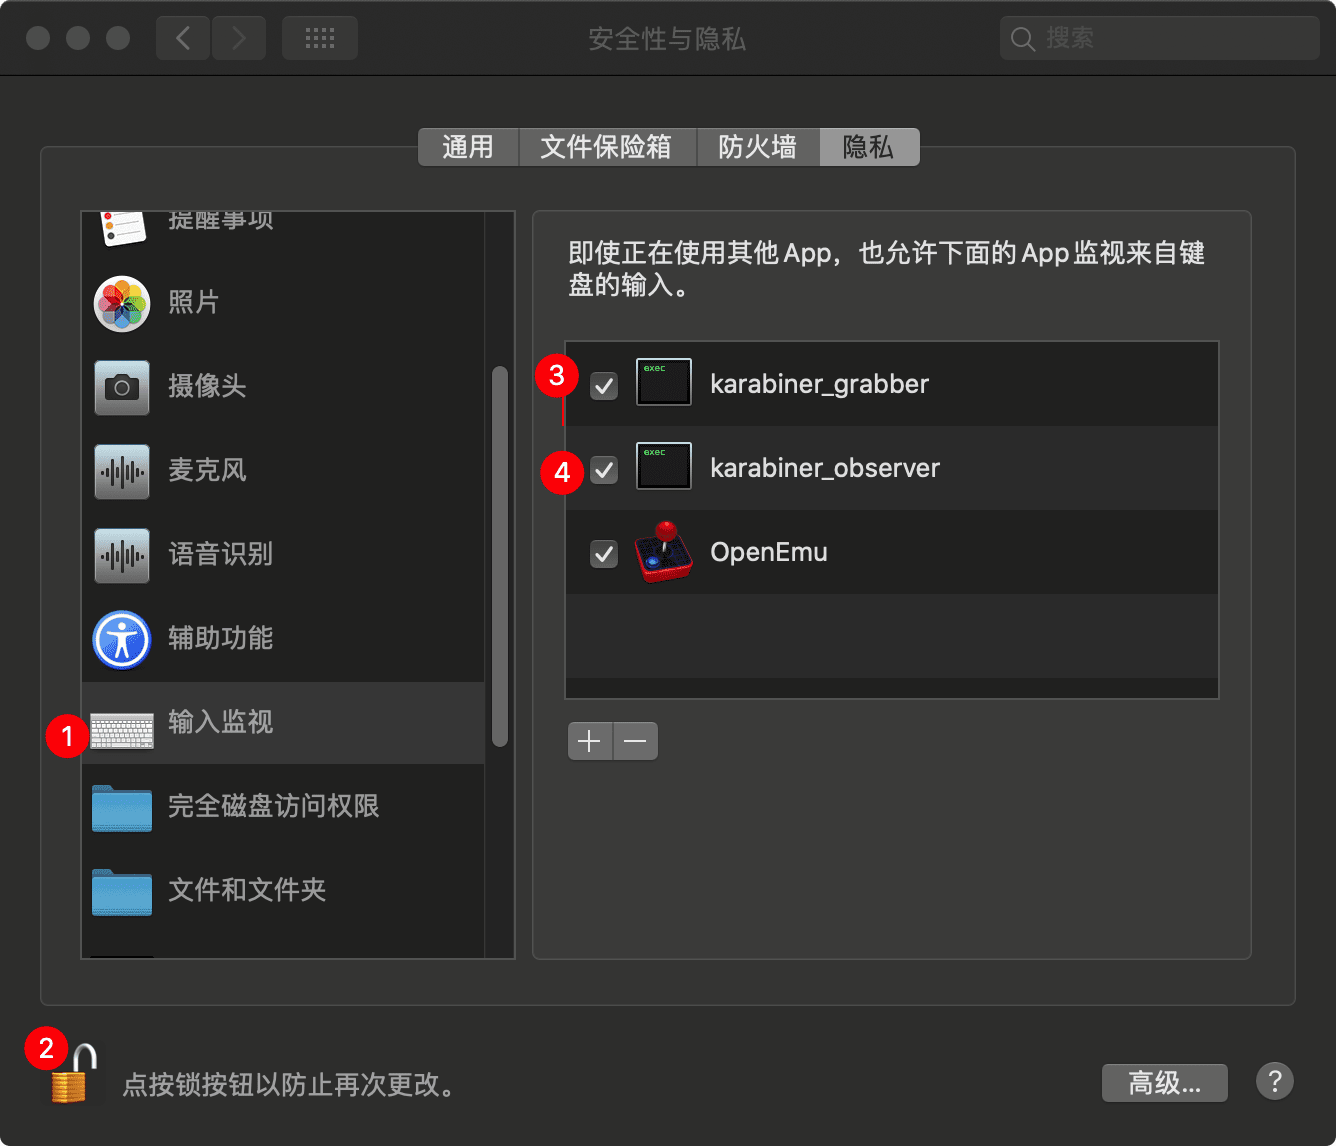 安全性与隐私
搜索
通用
文件保险箱
防火墙
隐私
提醒事项
照片
摄像头
麦克风
语音识别
辅助功能
1
输入监视
完全磁盘访问权限
文件和文件夹
即使正在使用其他 App，也允许下面的 App 监视来自键
盘的输入。
3
exec
karabiner_grabber
4
exec
karabiner_observer
OpenEmu
2
点按锁按钮以防止再次更改。
高级...
?